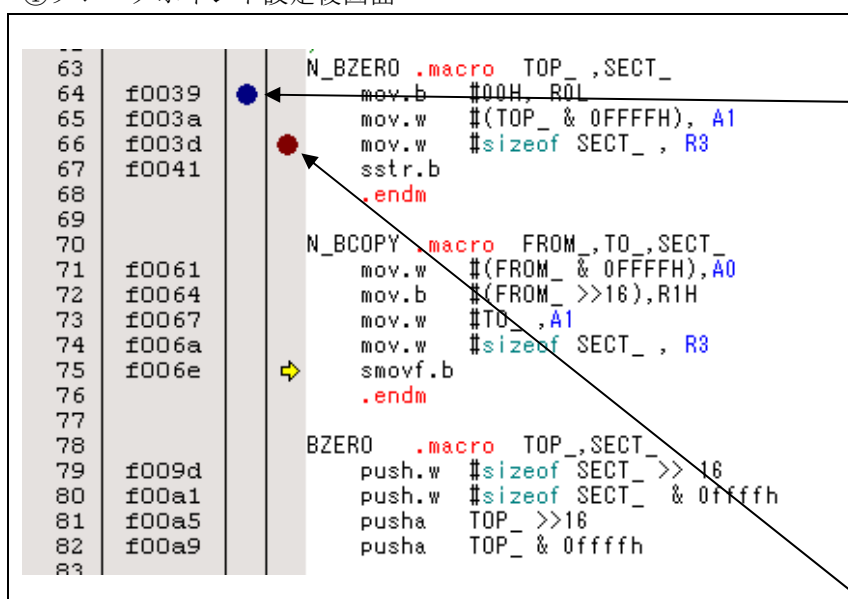 63 N_BZERO .macro TOP_ ,SECT_
64 f0039 mov.b #00H, R0L
65 f003a mov.w #(TOP_ & 0FFFFH), A1
66 f003d mov.w #sizeof SECT_ , R3
67 f0041 sstr.b
68 .endm
69
70 N_BCOPY .macro FROM_,TO_,SECT_
71 f0061 mov.w #(FROM_ & 0FFFFH),A0
72 f0064 mov.b #(FROM_ >>16),R1H
73 f0067 mov.w #TO_ ,A1
74 f006a mov.w #sizeof SECT_ , R3
75 f006e smovf.b
76 .endm
77
78 BZERO .macro TOP_,SECT_
79 f009d push.w #sizeof SECT_ >> 16
80 f00a1 push.w #sizeof SECT_ & 0ffffh
81 f00a5 pusha TOP_ >>16
82 f00a9 pusha TOP_ & 0ffffh
83